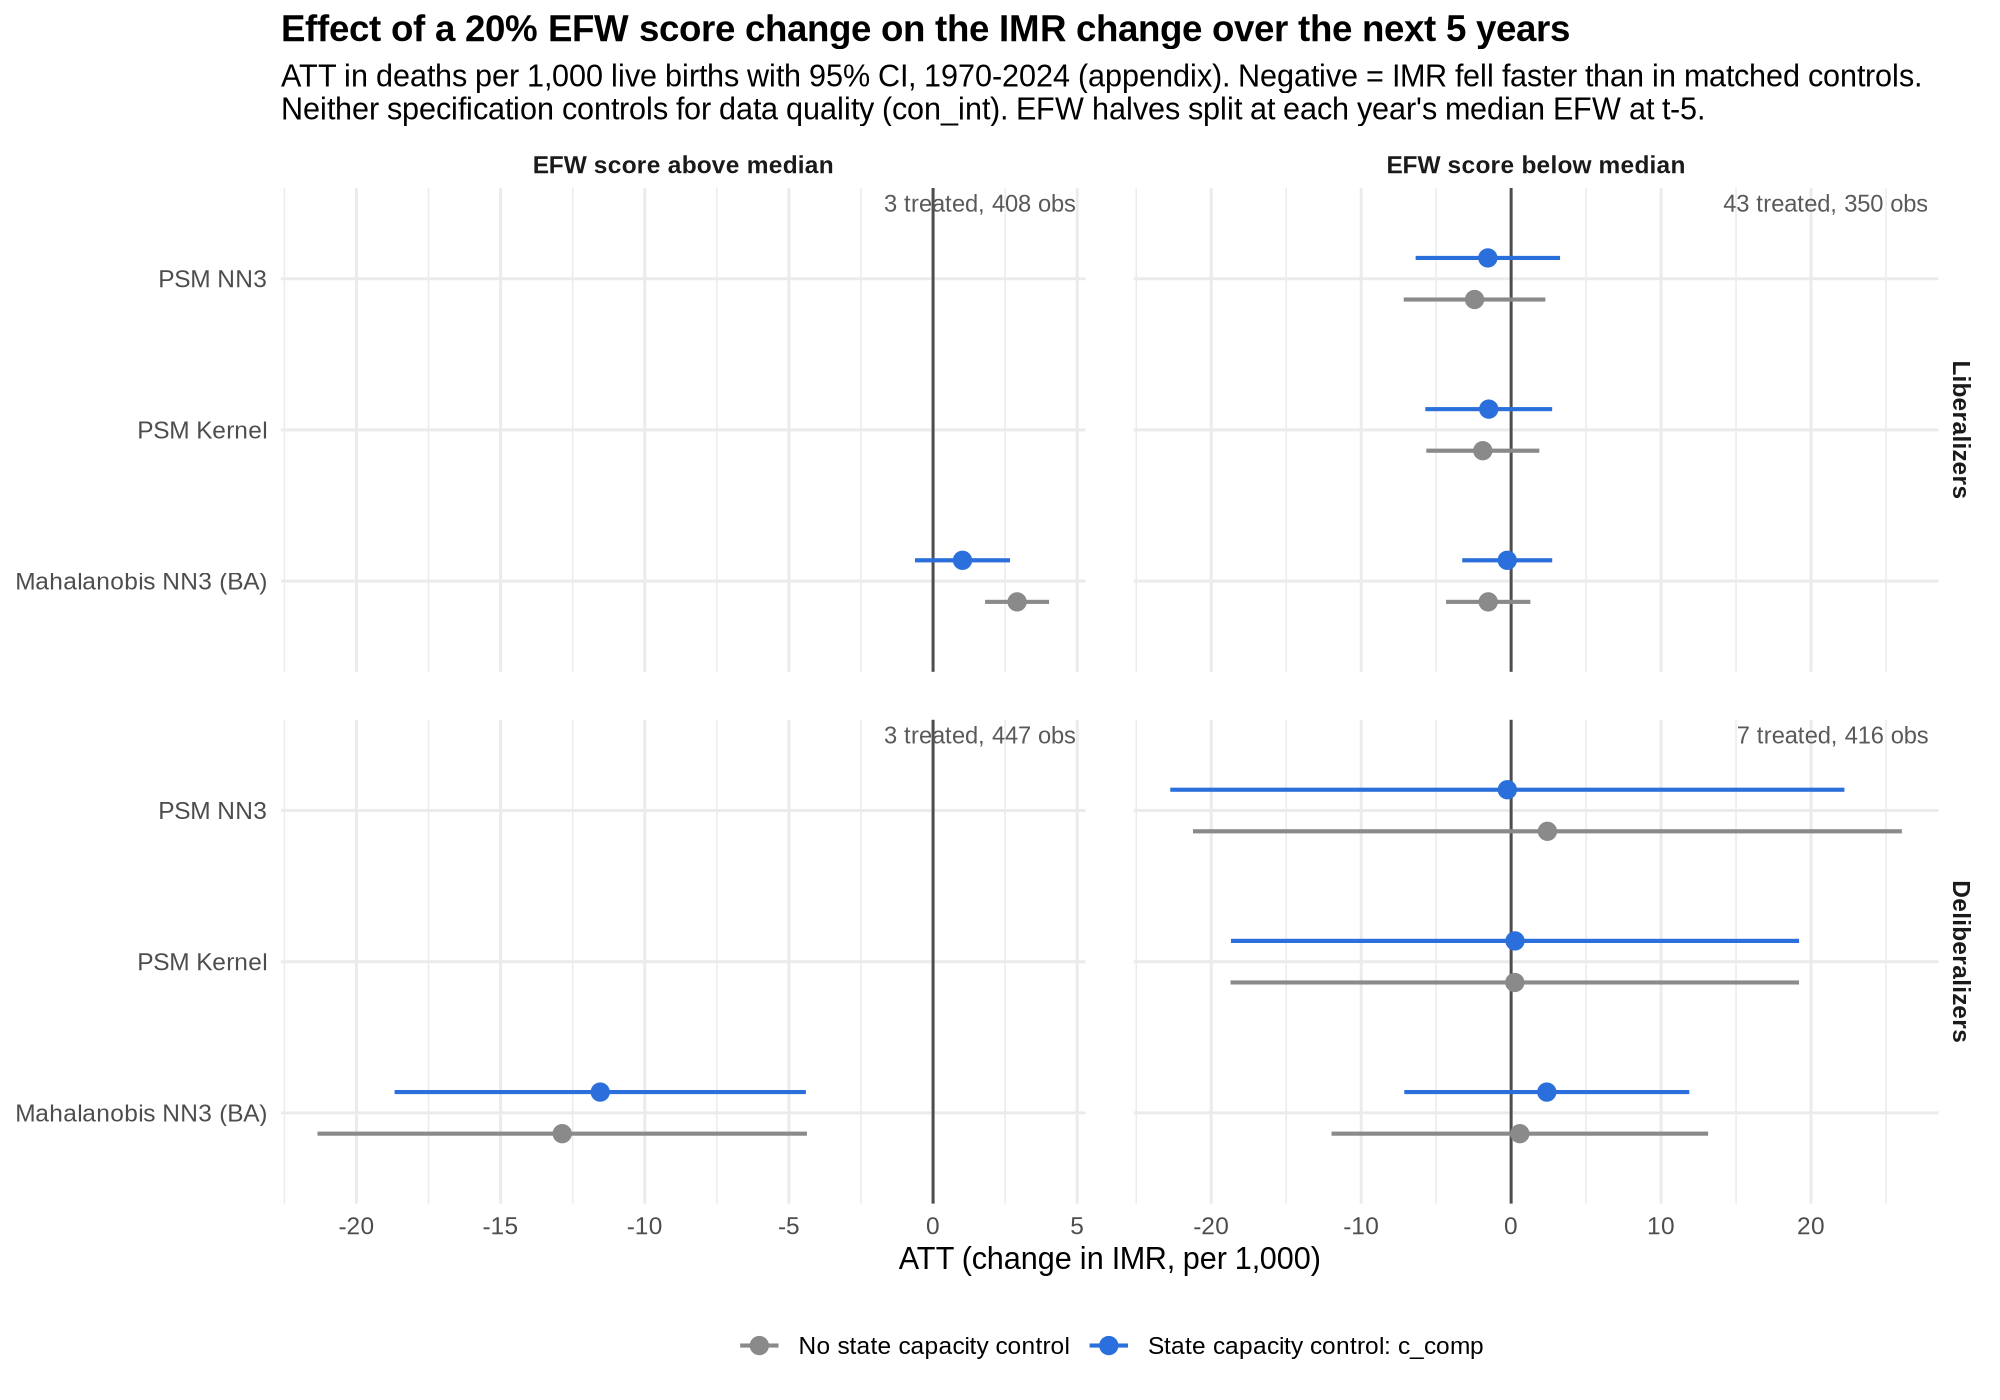 Effect of a 20% EFW score change on the IMR change over the next 5 years
ATT in deaths per 1,000 live births with 95% CI, 1970-2024 (appendix). Negative = IMR fell faster than in matched controls.
Neither specification controls for data quality (con_int). EFW halves split at each year's median EFW at t-5.
EFW score above median
EFW score below median
3 treated, 408 obs
43 treated, 350 obs
PSM NN3
PSM Kernel
Mahalanobis NN3 (BA)
Liberalizers
3 treated, 447 obs
7 treated, 416 obs
PSM NN3
PSM Kernel
Mahalanobis NN3 (BA)
Deliberalizers
-20 -15 -10 -5 0 5
-20 -10 0 10 20
ATT (change in IMR, per 1,000)
No state capacity control
State capacity control: c_comp